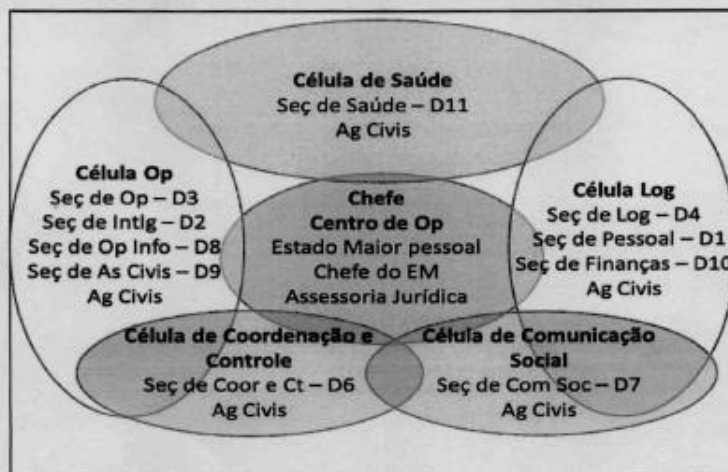 Célula de Saúde
Seç de Saúde – D11
Ag Civis
Célula Op
Seç de Op – D3
Seç de Intlg – D2
Seç de Op Info – D8
Seç de As Civis – D9
Ag Civis
Chefe
Centro de Op
Estado Maior pessoal
Chefe do EM
Assessoria Jurídica
Célula Log
Seç de Log – D4
Seç de Pessoal – D1
Seç de Finanças – D10
Ag Civis
Célula de Coordenação e
Controle
Seç de Coor e Ct – D6
Ag Civis
Célula de Comunicação
Social
Seç de Com Soc – D7
Ag Civis